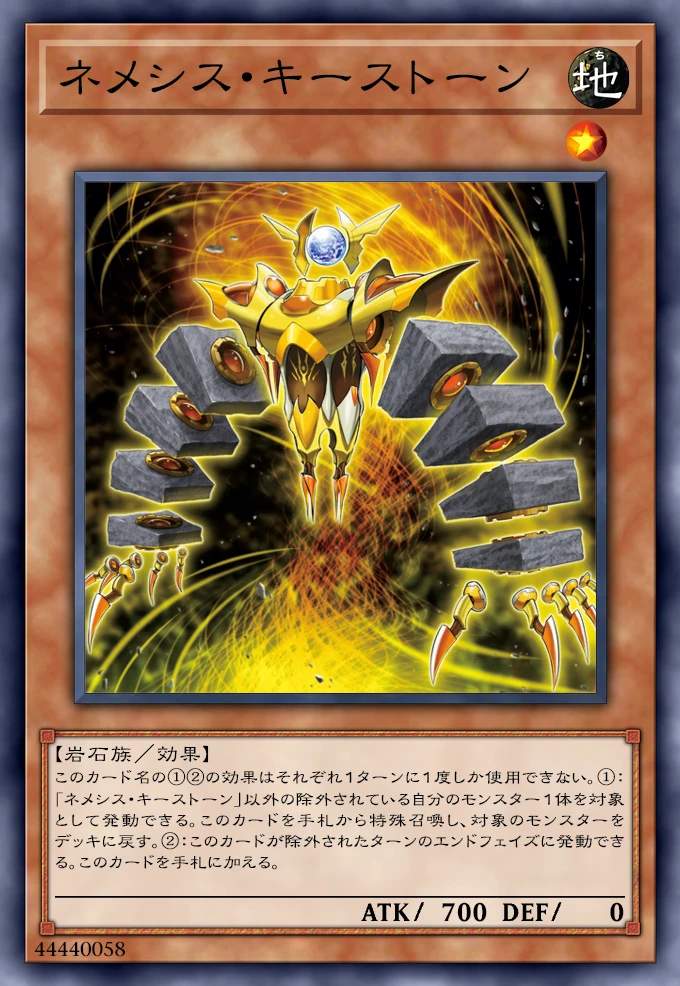 ネメシス・キーストーン
ち
地
【岩石族／効果】
このカード名の①②の効果はそれぞれ1ターンに1度しか使用できない。①：
「ネメシス・キーストーン」以外の除外されている自分のモンスター1体を対象
として発動できる。このカードを手札から特殊召喚し、対象のモンスターを
デッキに戻す。②：このカードが除外されたターンのエンドフェイズに発動でき
る。このカードを手札に加える。
ATK/ 700 DEF/ 0
44440058